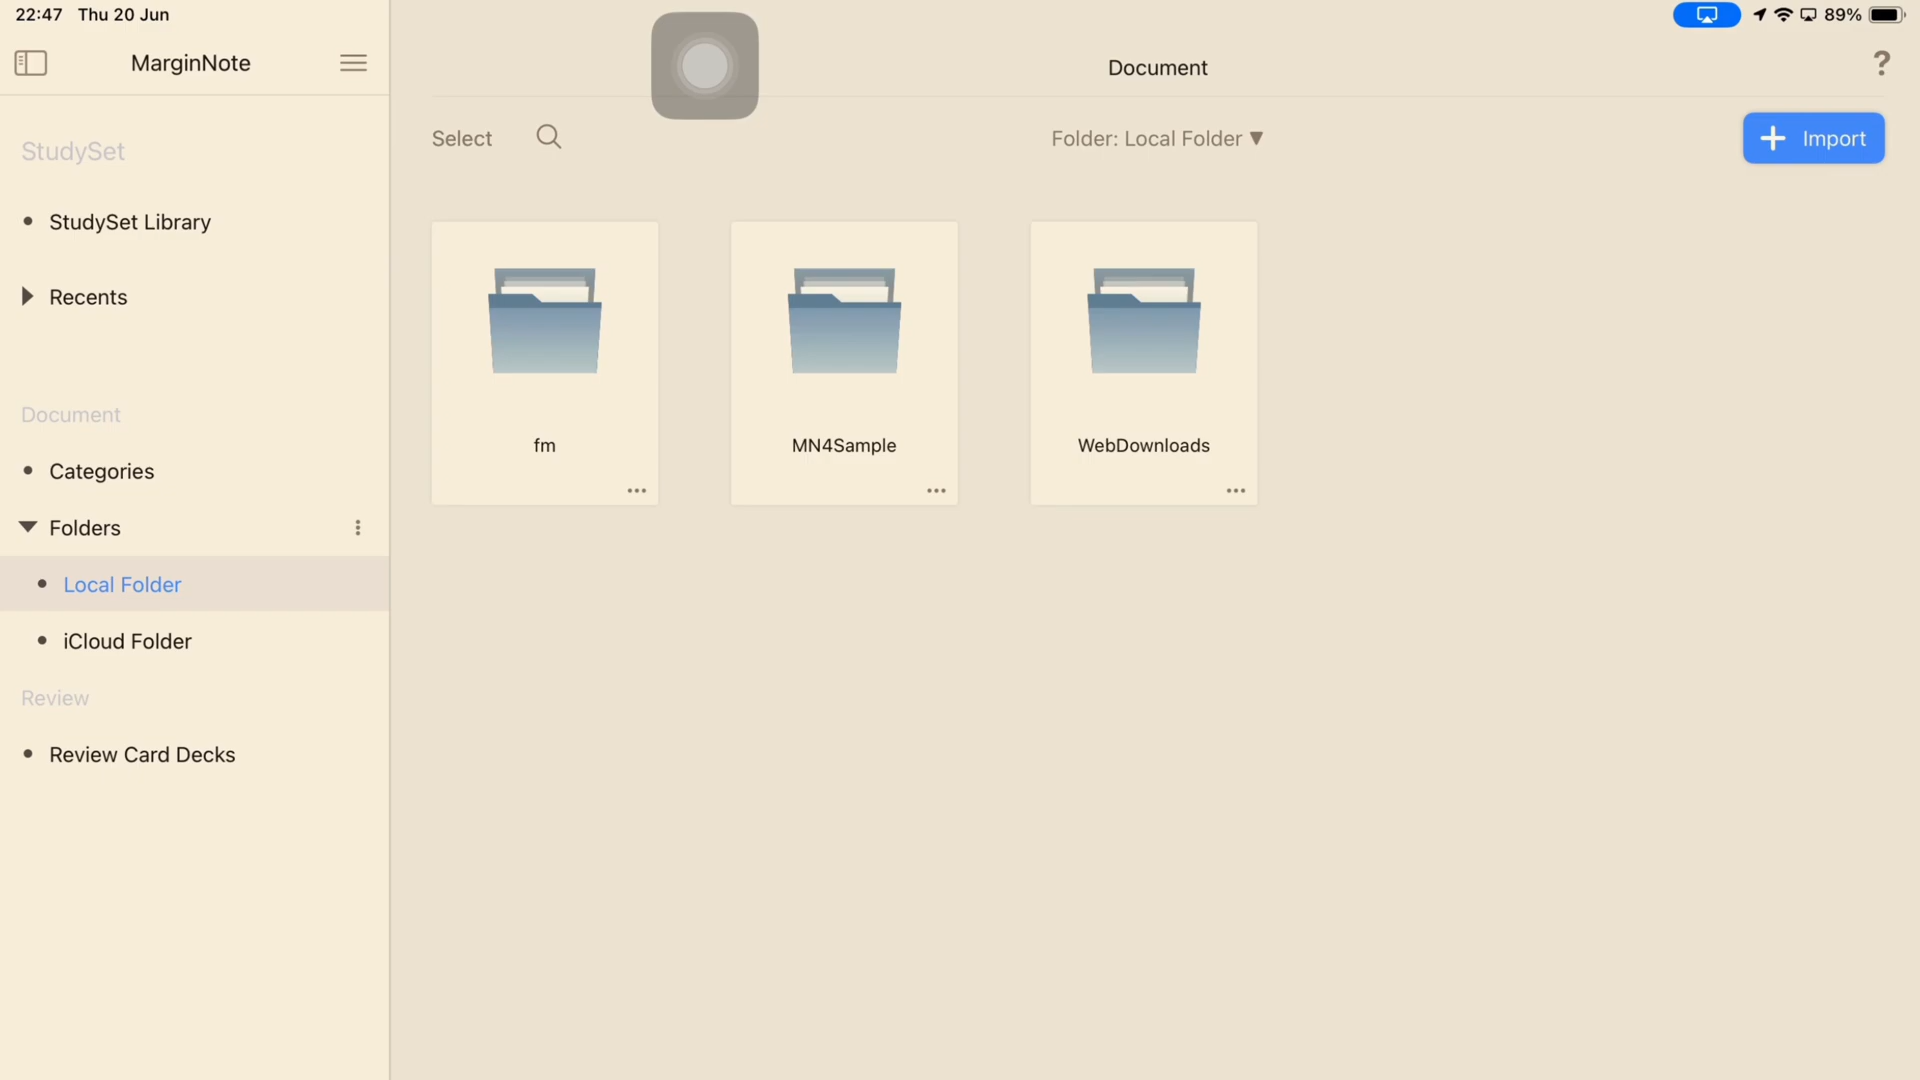 22:47 Thu 20 Jun
89%
MarginNote
Document
?
Select
Folder: Local Folder ▼
+ Import
StudySet
• StudySet Library
Recents
Document
• Categories
Folders
• Local Folder
• iCloud Folder
Review
• Review Card Decks
fm
MN4Sample
WebDownloads